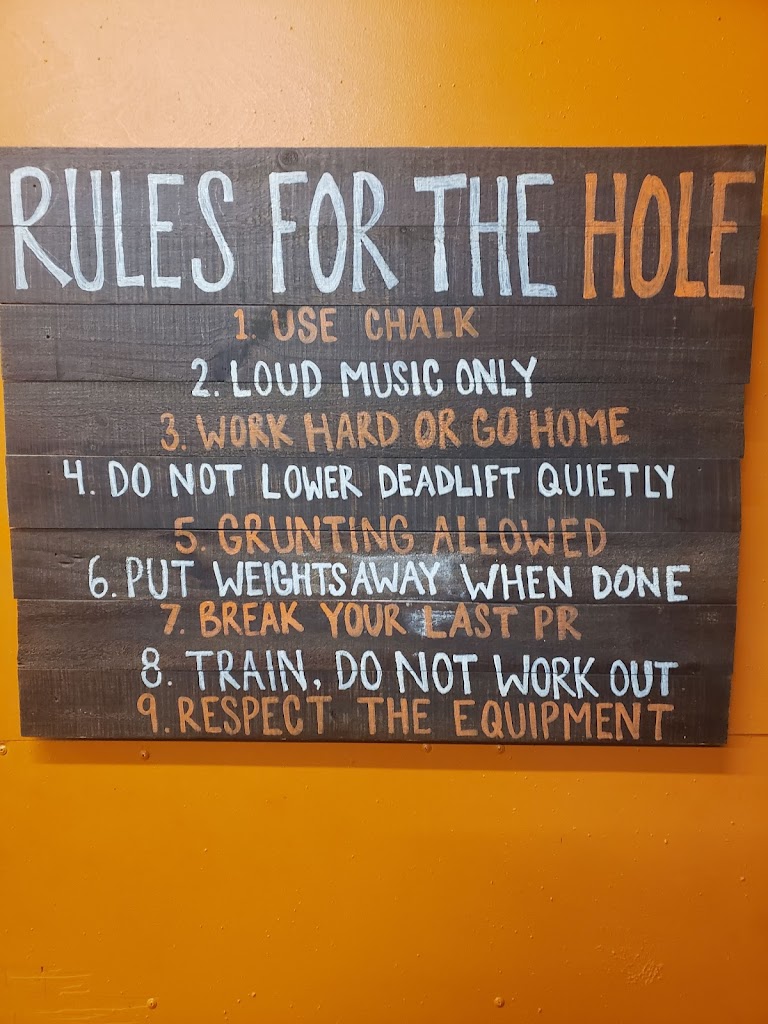 RULES FOR THE HOLE
1. USE CHALK
2. LOUD MUSIC ONLY
3. WORK HARD OR GO HOME
4. DO NOT LOWER DEADLIFT QUIETLY
5. GRUNTING ALLOWED
6. PUT WEIGHTS AWAY WHEN DONE
7. BREAK YOUR LAST PR
8. TRAIN, DO NOT WORK OUT
9. RESPECT THE EQUIPMENT